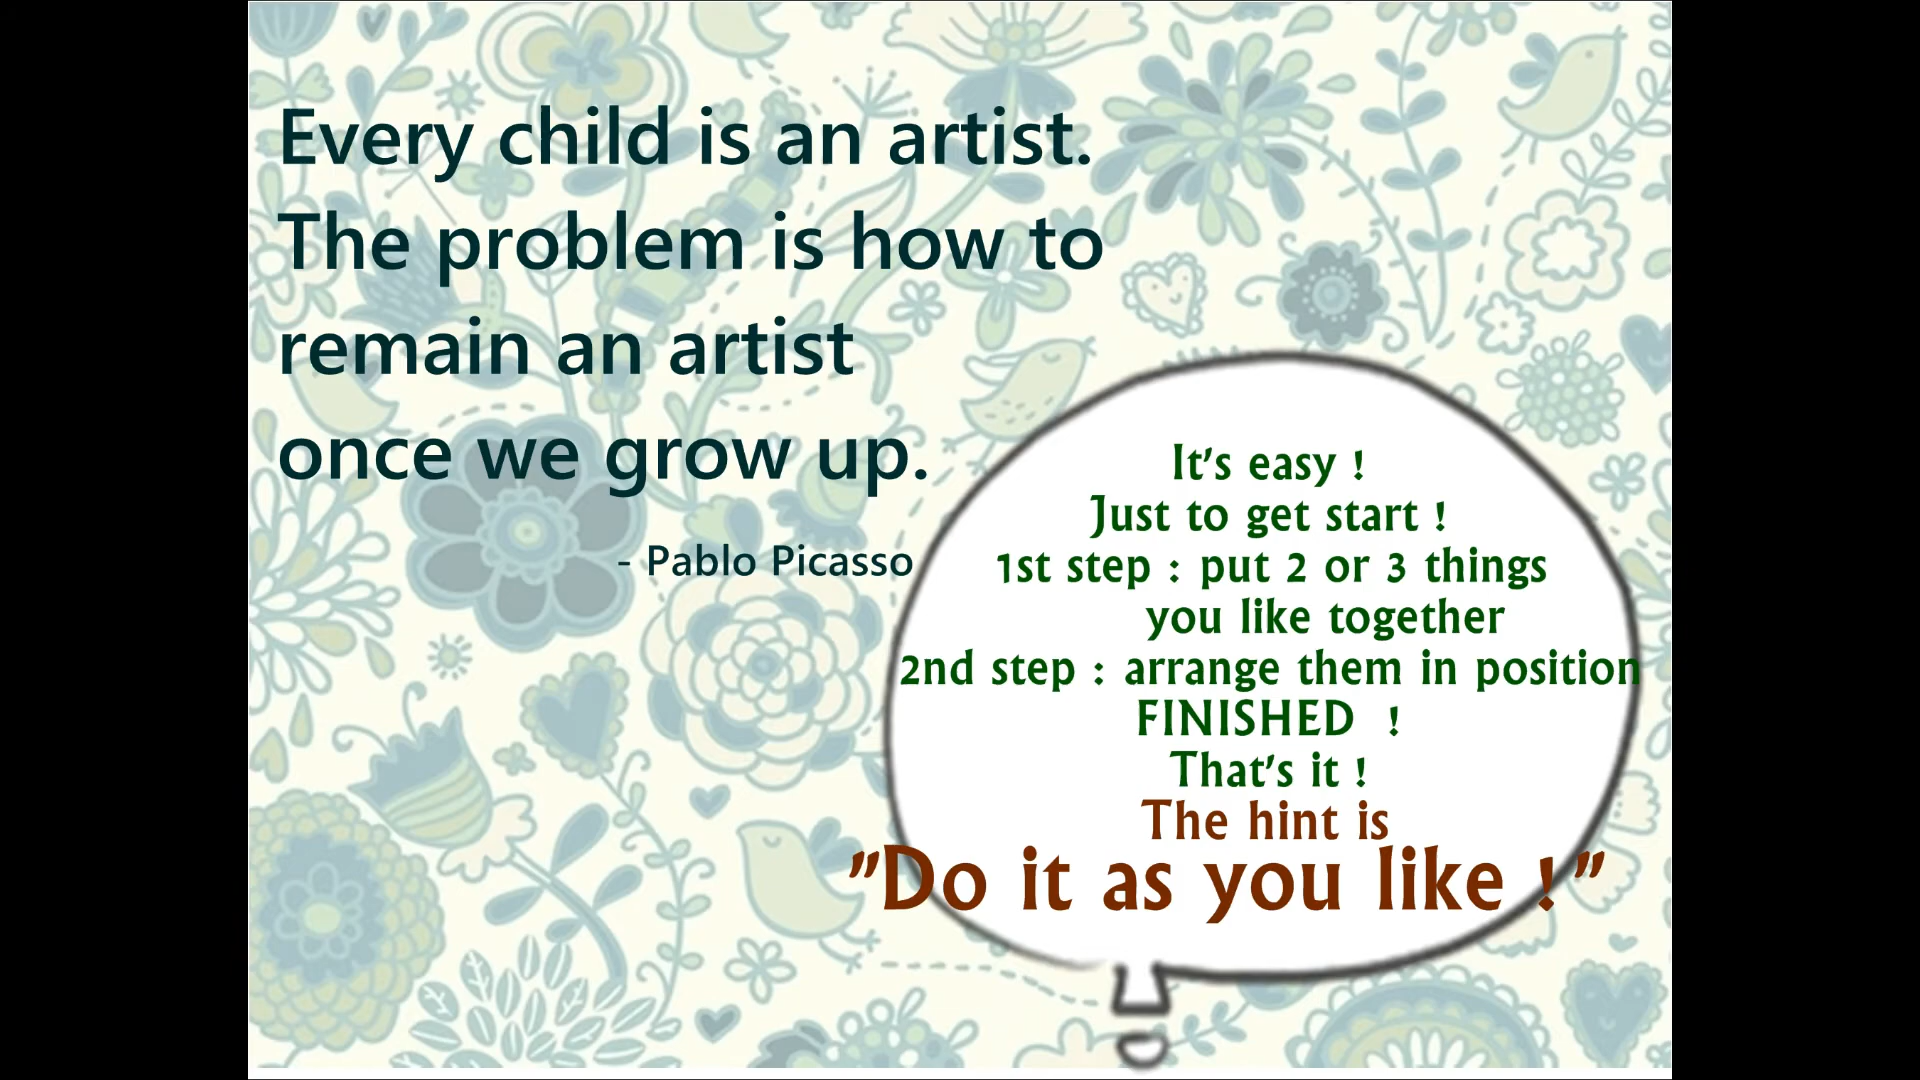 Every child is an artist.
The problem is how to
remain an artist
once we grow up.
- Pablo Picasso
It's easy !
Just to get start !
1st step : put 2 or 3 things
you like together
2nd step : arrange them in position
FINISHED !
That's it !
The hint is
"Do it as you like !"